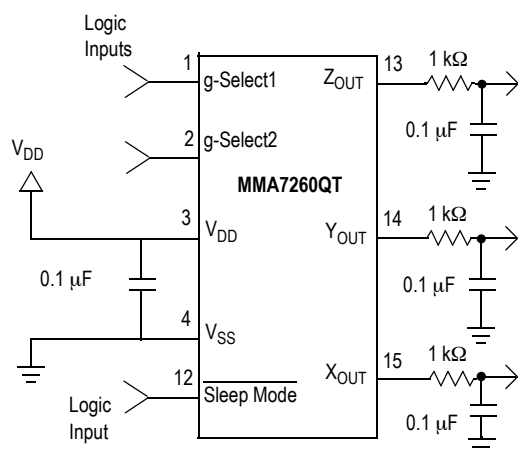 Logic
Inputs
1
g-Select1
2
g-Select2
V_DD
MMA7260QT
3
V_DD
0.1 μF
4
V_SS
12
Sleep Mode
Logic
Input
Z_OUT
13
1 kΩ
0.1 μF
Y_OUT
14
1 kΩ
0.1 μF
X_OUT
15
1 kΩ
0.1 μF